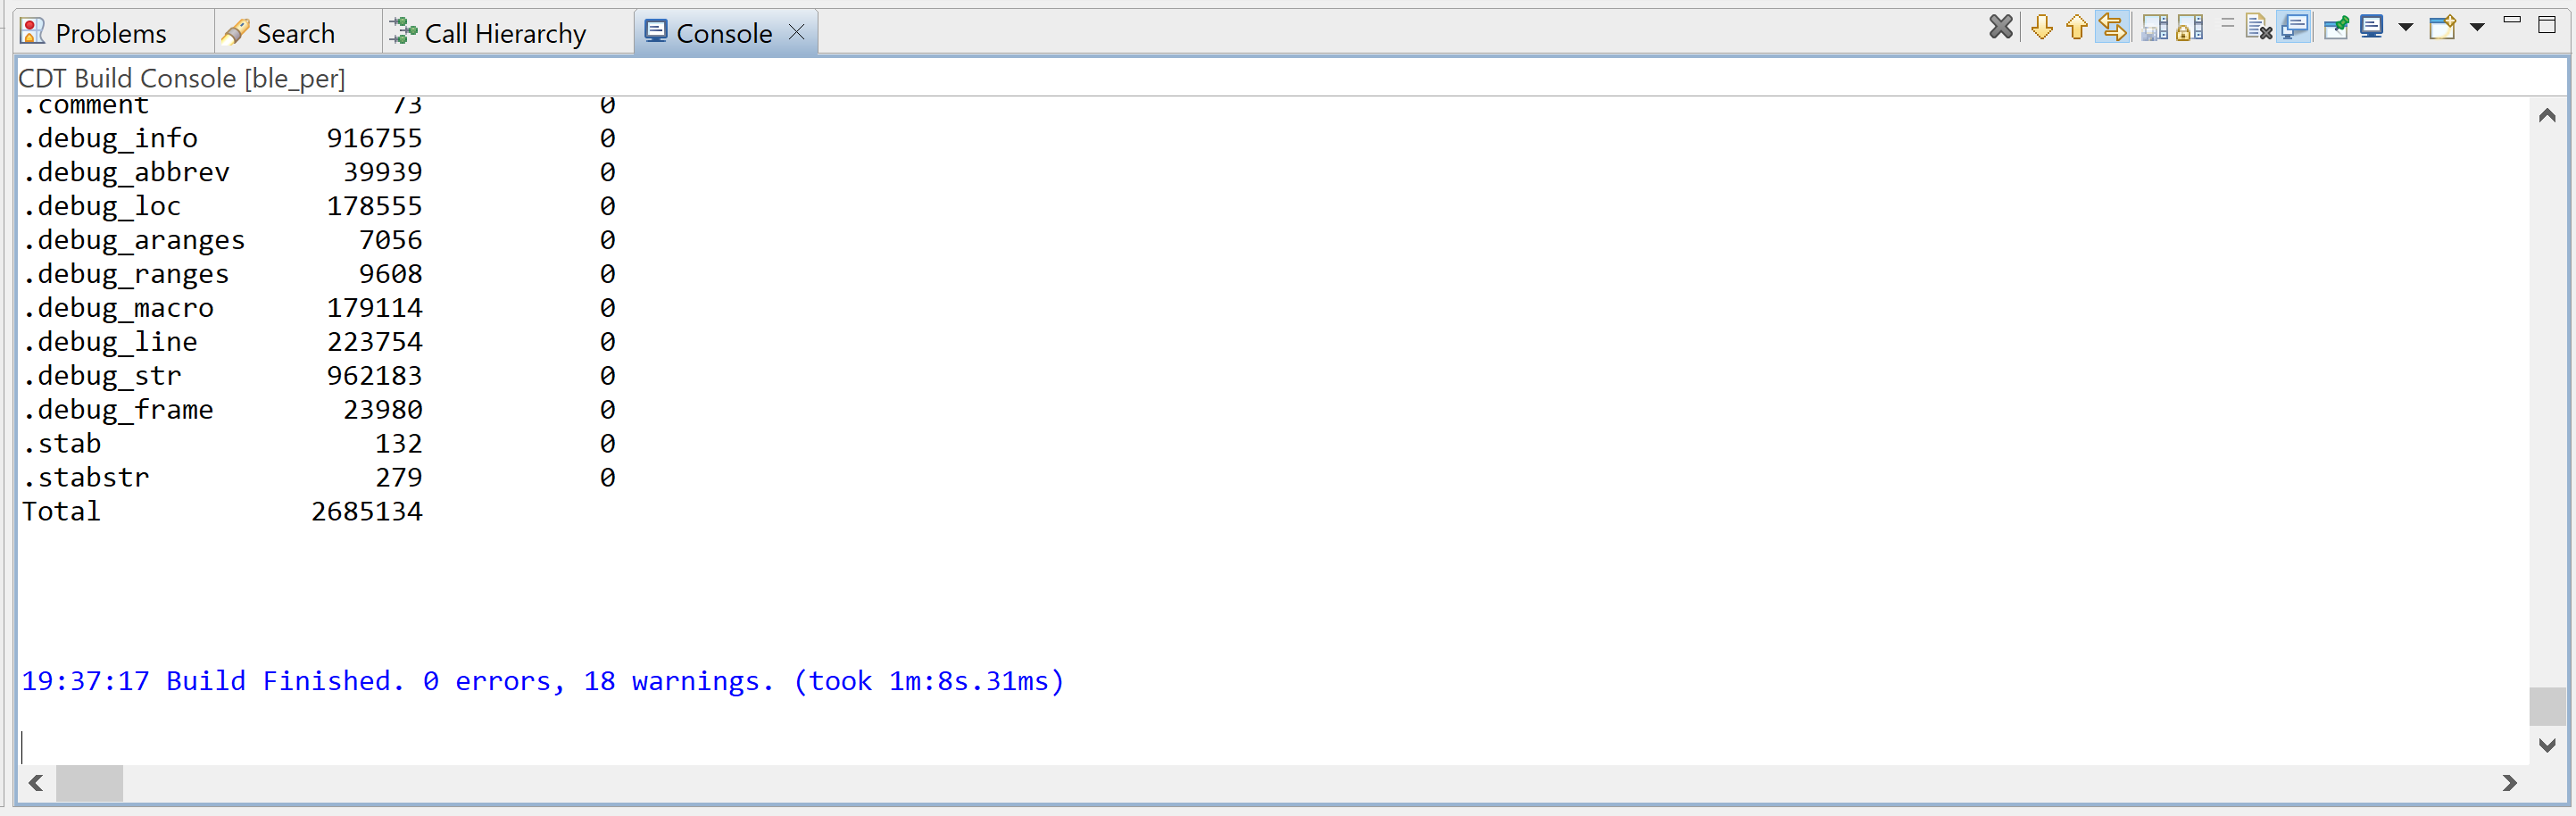 Problems Search Call Hierarchy Console
CDT Build Console [ble_per]
.comment 73 0
.debug_info 916755 0
.debug_abbrev 39939 0
.debug_loc 178555 0
.debug_aranges 7056 0
.debug_ranges 9608 0
.debug_macro 179114 0
.debug_line 223754 0
.debug_str 962183 0
.debug_frame 23980 0
.stab 132 0
.stabstr 279 0
Total 2685134
19:37:17 Build Finished. 0 errors, 18 warnings. (took 1m:8s.31ms)